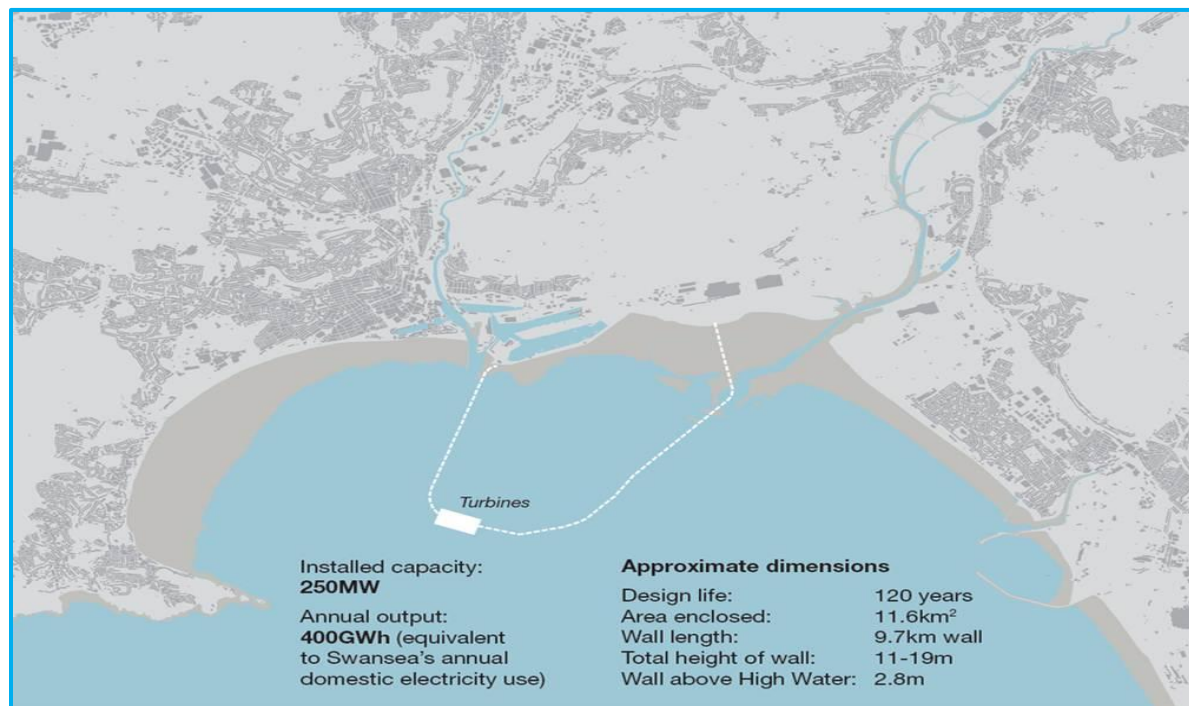 Turbines
Installed capacity:
250MW
Annual output:
400GWh (equivalent
to Swansea's annual
domestic electricity use)
Approximate dimensions
Design life: 120 years
Area enclosed: 11.6km²
Wall length: 9.7km wall
Total height of wall: 11-19m
Wall above High Water: 2.8m